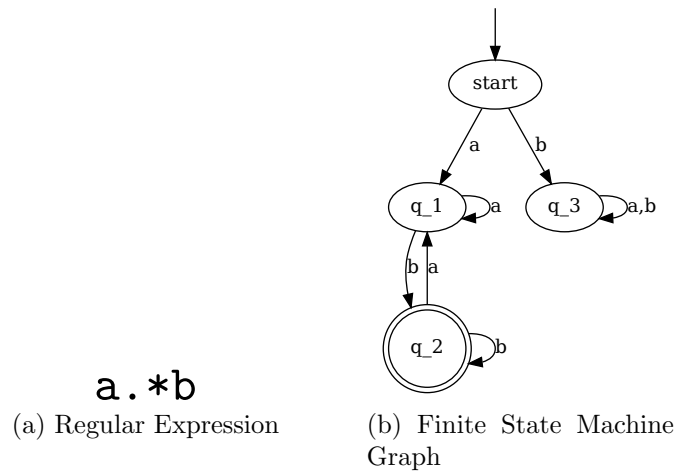 start
a
b
q_1
a
q_3
a,b
b
a
q_2
b
a.*b
(a) Regular Expression
(b) Finite State Machine
Graph